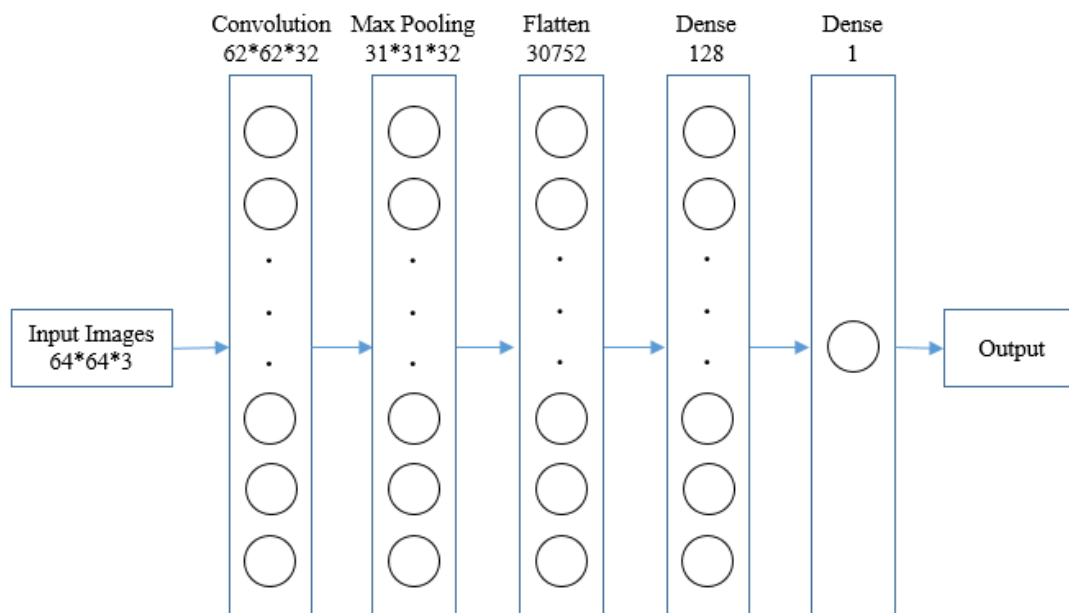 Convolution
62*62*32
Max Pooling
31*31*32
Flatten
30752
Dense
128
Dense
1
Input Images
64*64*3
Output